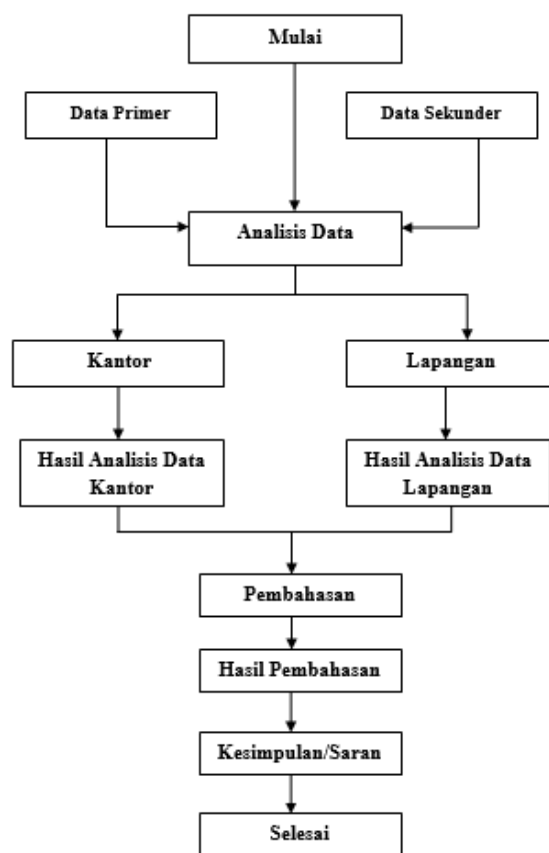 Mulai
Data Primer
Data Sekunder
Analisis Data
Kantor
Lapangan
Hasil Analisis Data
Kantor
Hasil Analisis Data
Lapangan
Pembahasan
Hasil Pembahasan
Kesimpulan/Saran
Selesai